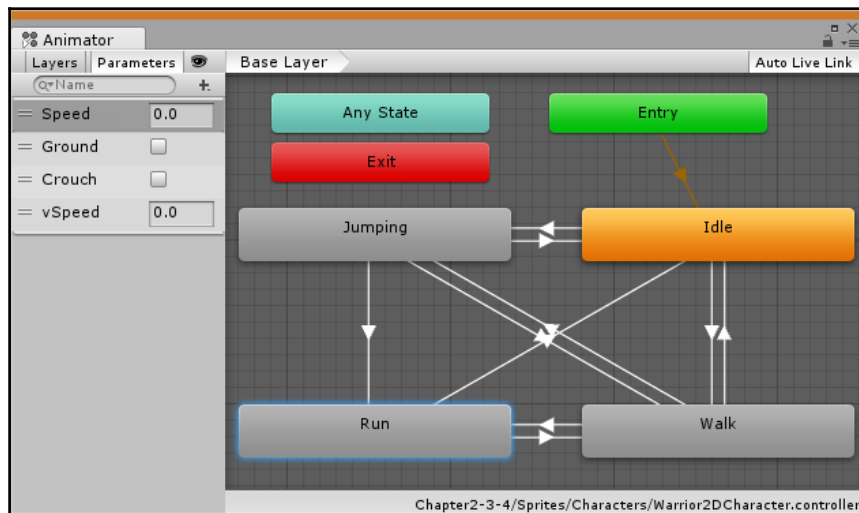 Animator
Layers Parameters
Base Layer
Auto Live Link
Name
Speed 0.0
Ground
Crouch
vSpeed 0.0
Any State
Entry
Exit
Jumping
Idle
Run
Walk
Chapter2-3-4/Sprites/Characters/Warrior2DCharacter.controller